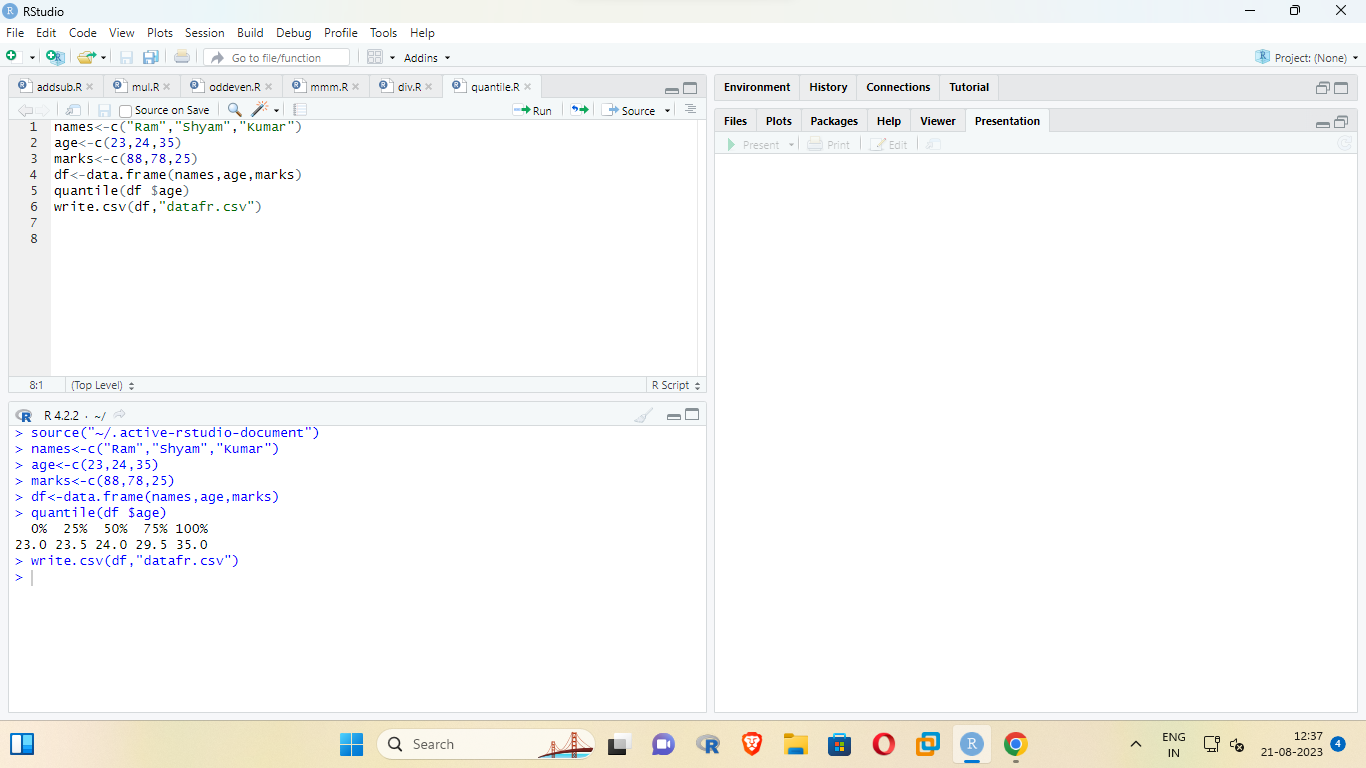 RStudio
File Edit Code View Plots Session Build Debug Profile Tools Help
Go to file/function Addins Project: (None)
addsub.R mul.R oddeven.R mmm.R div.R quantile.R
Source on Save Run Source
1 names<-c("Ram","Shyam","Kumar")
2 age<-c(23,24,35)
3 marks<-c(88,78,25)
4 df<-data.frame(names,age,marks)
5 quantile(df $age)
6 write.csv(df,"datafr.csv")
7
8
8:1 (Top Level) R Script
R 4.2.2 · ~/
> source("~/.active-rstudio-document")
> names<-c("Ram","Shyam","Kumar")
> age<-c(23,24,35)
> marks<-c(88,78,25)
> df<-data.frame(names,age,marks)
> quantile(df $age)
0% 25% 50% 75% 100%
23.0 23.5 24.0 29.5 35.0
> write.csv(df,"datafr.csv")
>
Environment History Connections Tutorial
Files Plots Packages Help Viewer Presentation
Present Print Edit
Search
ENG
IN
12:37
21-08-2023
4